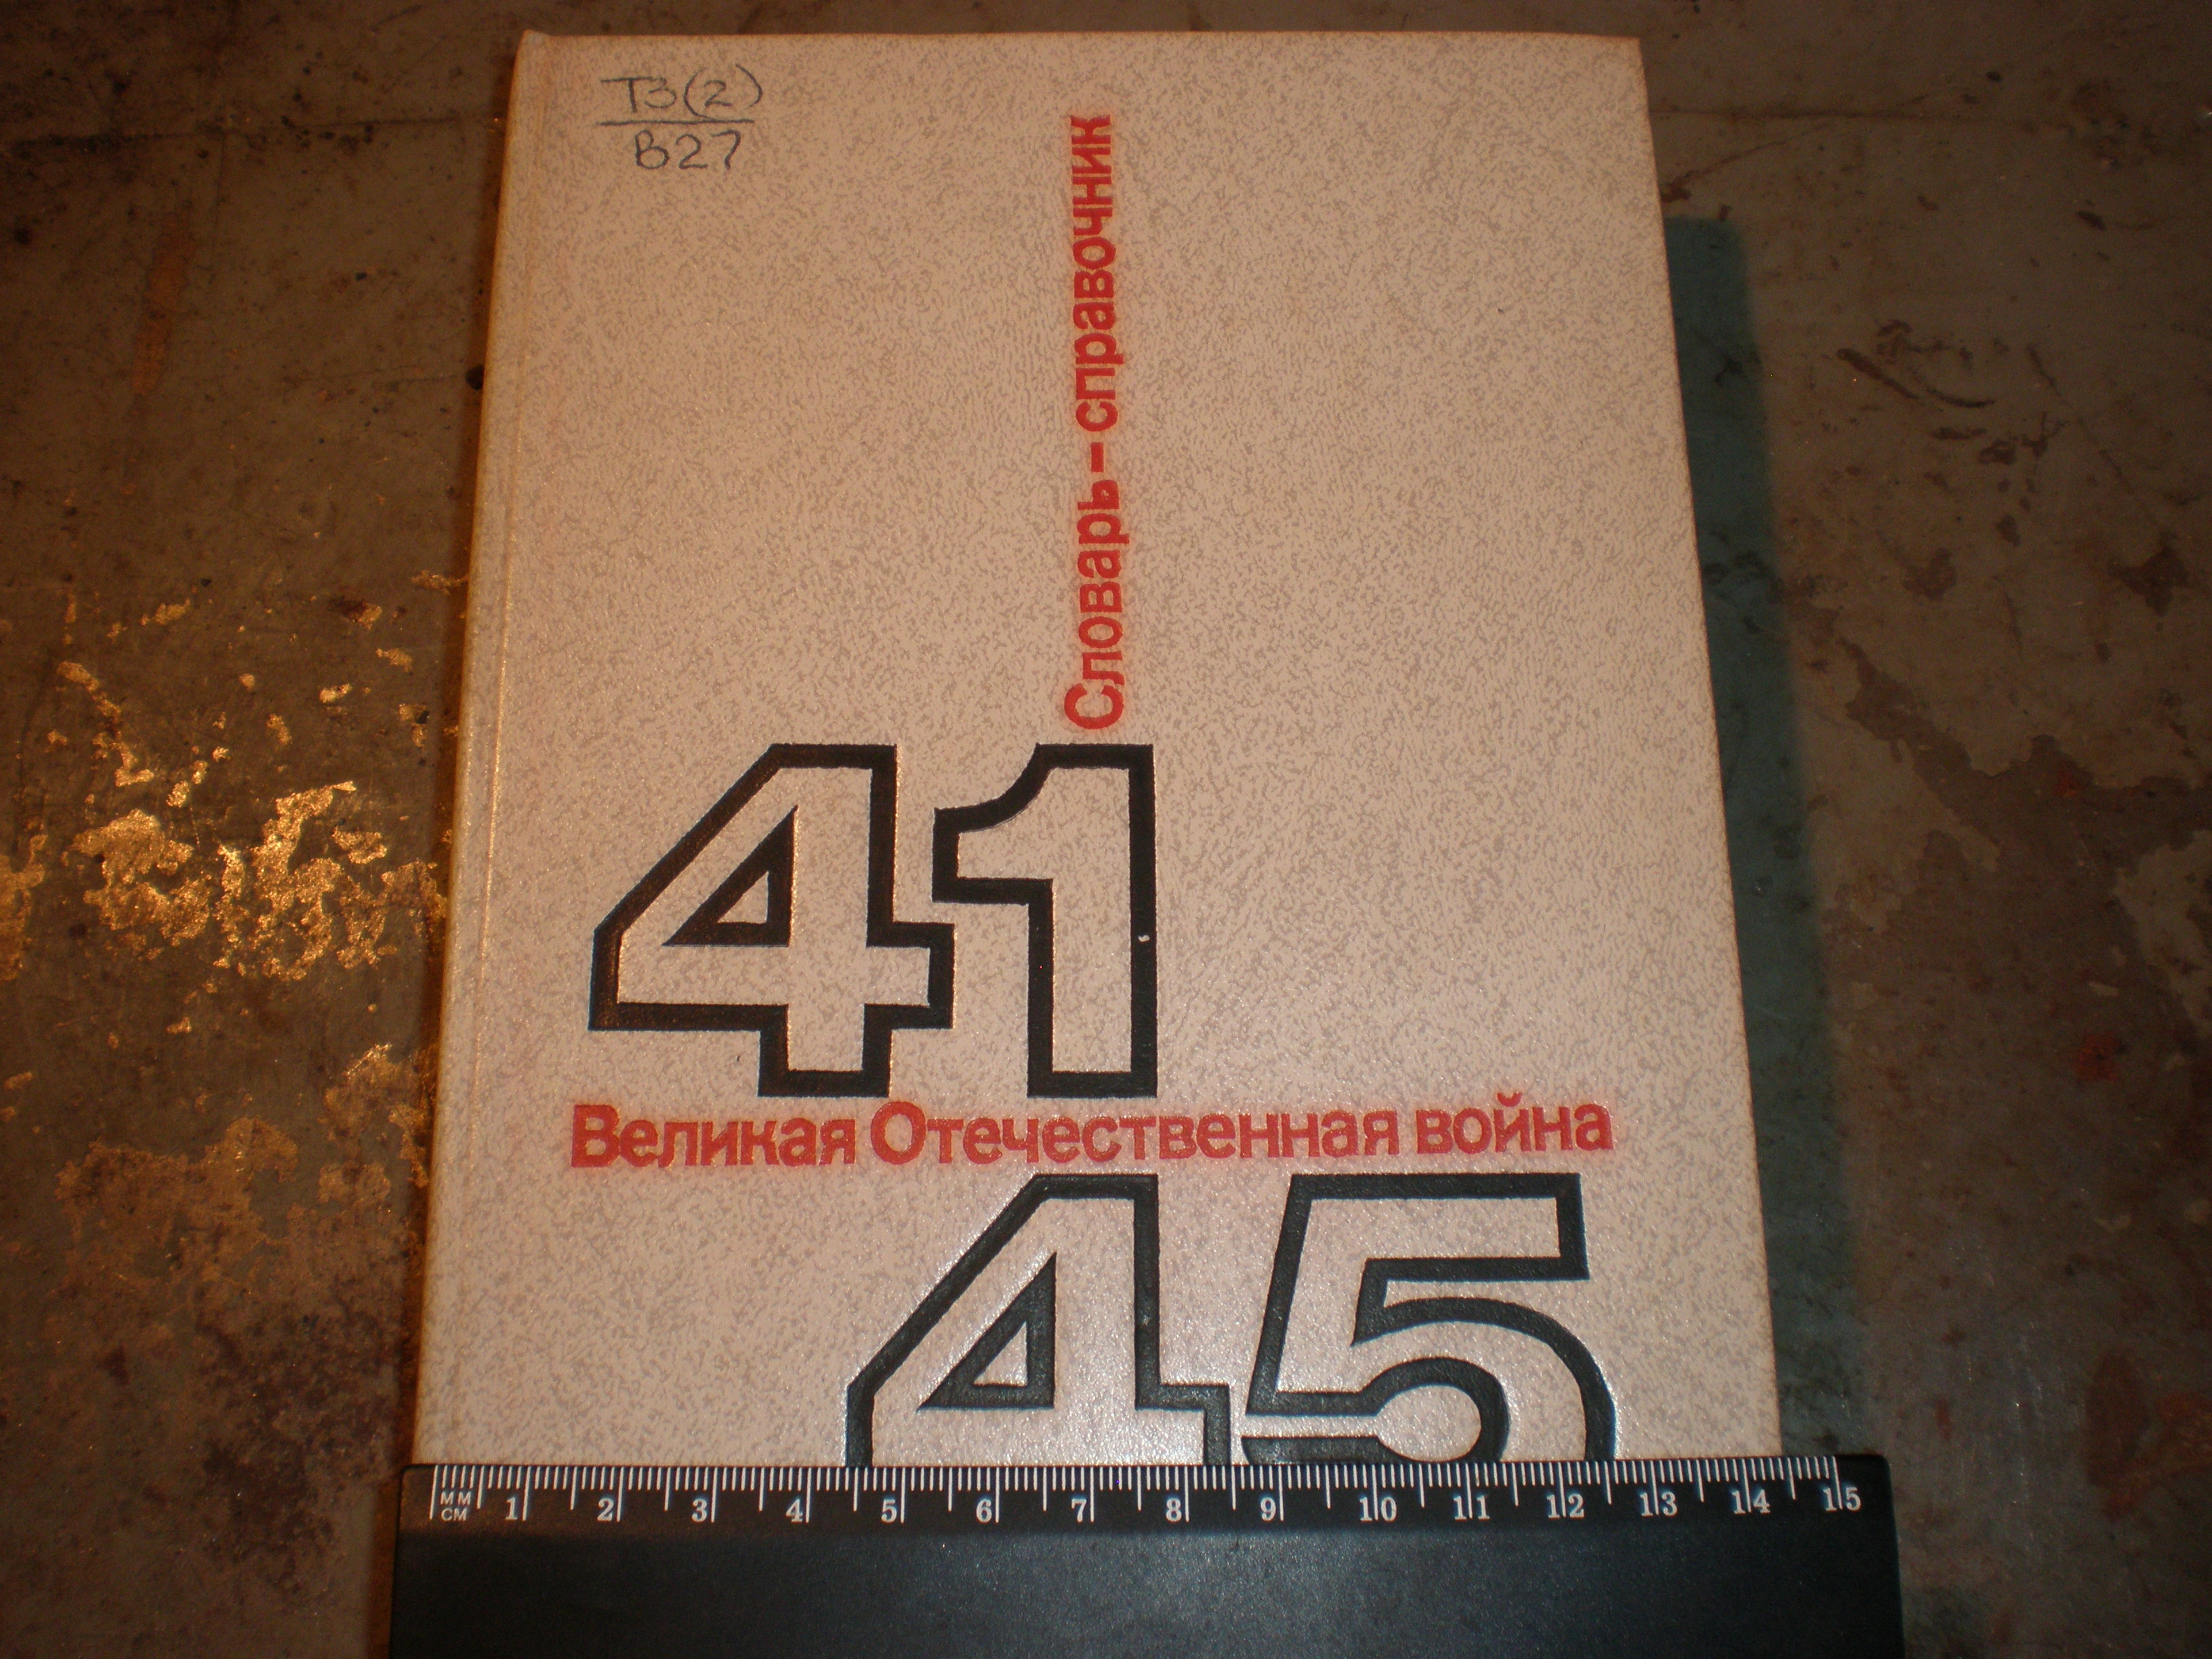 Т3(2)
В27
Словарь-справочник
41
Великая Отечественная война
45
ММ
СМ
1 2 3 4 5 6 7 8 9 10 11 12 13 14 15